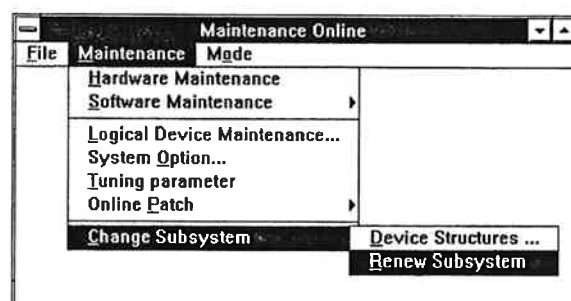 Maintenance Online
File Maintenance Mode
Hardware Maintenance
Software Maintenance
Logical Device Maintenance...
System Option...
Tuning parameter
Online Patch
Change Subsystem Device Structures ...
Renew Subsystem